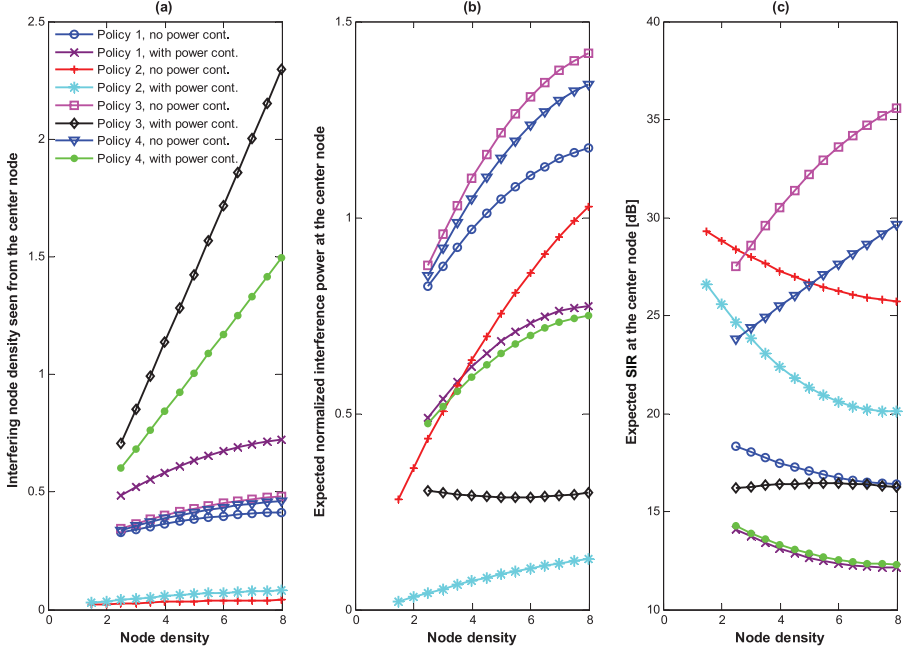 (a)
Interfering node density seen from the center node
2.5
2
1.5
1
0.5
0
Policy 1, no power cont.
Policy 1, with power cont.
Policy 2, no power cont.
Policy 2, with power cont.
Policy 3, no power cont.
Policy 3, with power cont.
Policy 4, no power cont.
Policy 4, with power cont.
0 2 4 6 8
Node density
(b)
Expected normalized interference power at the center node
1.5
1
0.5
0
0 2 4 6 8
Node density
(c)
Expected SIR at the center node [dB]
40
35
30
25
20
15
10
0 2 4 6 8
Node density